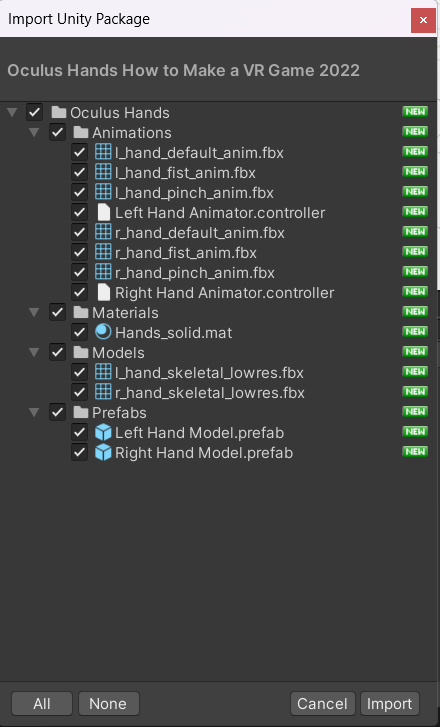 Import Unity Package
Oculus Hands How to Make a VR Game 2022
Oculus Hands NEW
Animations NEW
l_hand_default_anim.fbx NEW
l_hand_fist_anim.fbx NEW
l_hand_pinch_anim.fbx NEW
Left Hand Animator.controller NEW
r_hand_default_anim.fbx NEW
r_hand_fist_anim.fbx NEW
r_hand_pinch_anim.fbx NEW
Right Hand Animator.controller NEW
Materials NEW
Hands_solid.mat NEW
Models NEW
l_hand_skeletal_lowres.fbx NEW
r_hand_skeletal_lowres.fbx NEW
Prefabs NEW
Left Hand Model.prefab NEW
Right Hand Model.prefab NEW
All None Cancel Import